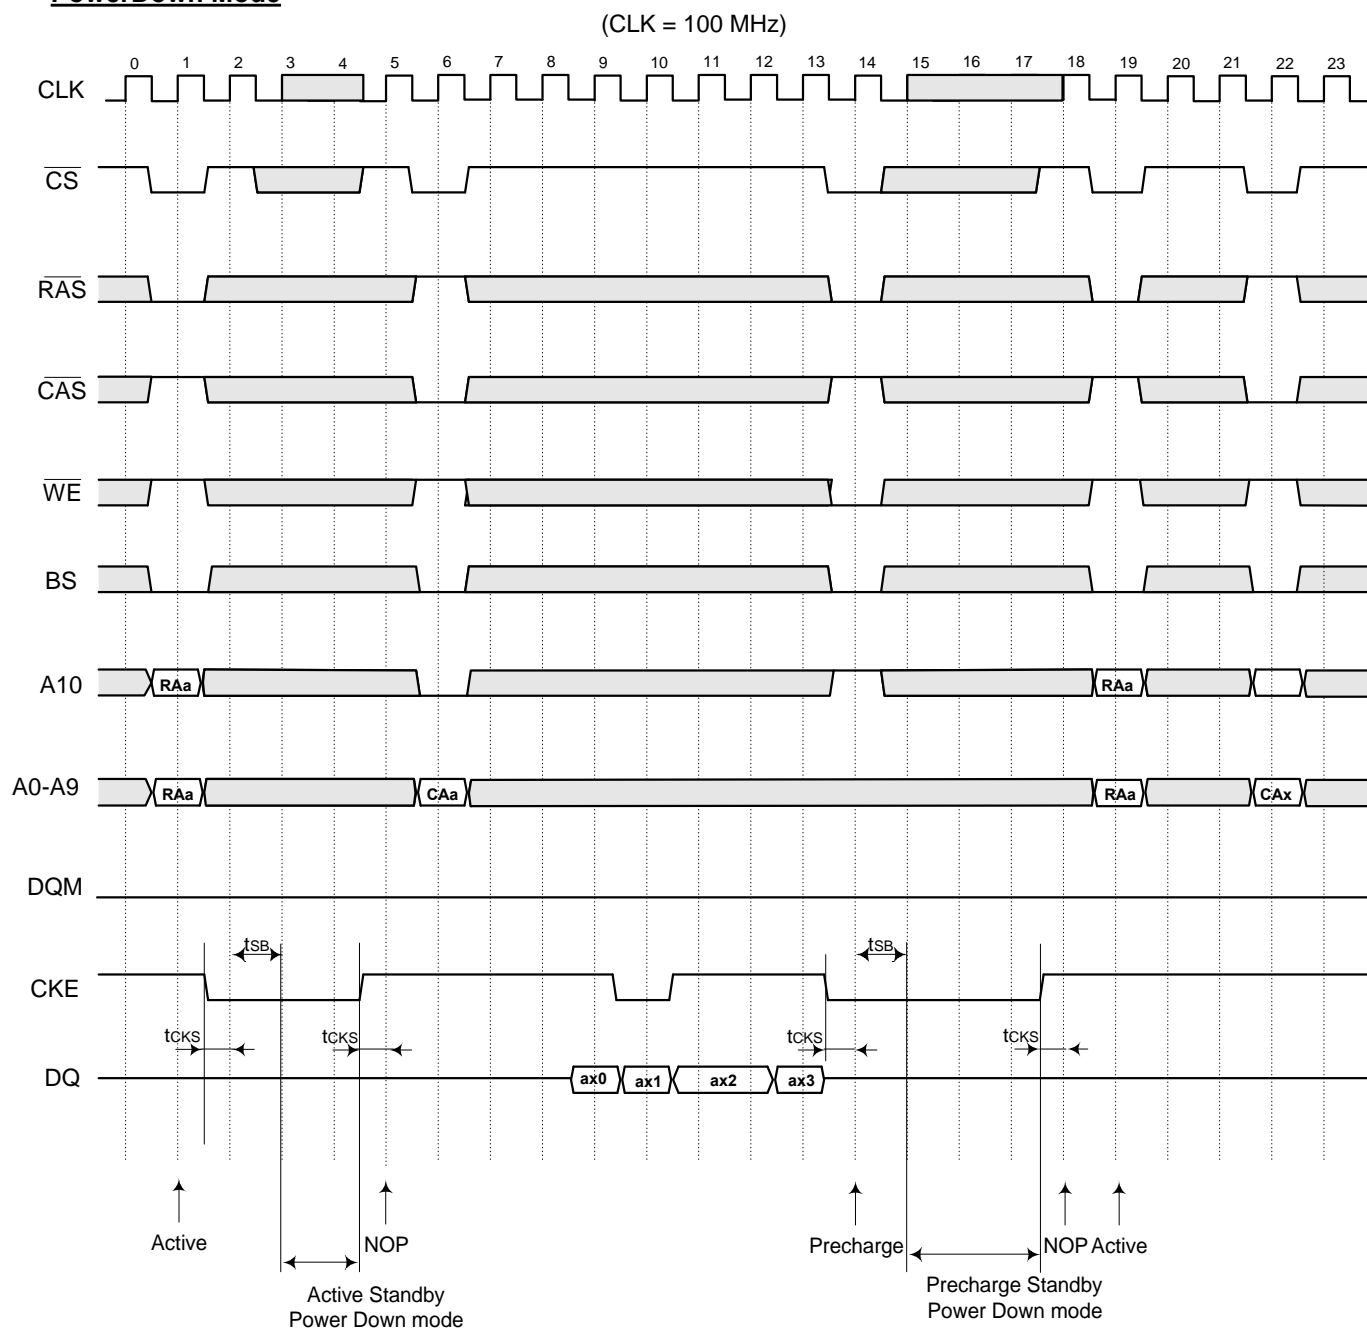 PowerDown Mode
(CLK = 100 MHz)
0 1 2 3 4 5 6 7 8 9 10 11 12 13 14 15 16 17 18 19 20 21 22 23
CLK
CS
RAS
CAS
WE
BS
A10 RAa RAa
A0-A9 RAa CAa RAa CAx
DQM
tSB tSB
CKE
tCKS tCKS tCKS tCKS
DQ ax0 ax1 ax2 ax3
Active NOP Precharge NOP Active
Active Standby
Power Down mode
Precharge Standby
Power Down mode